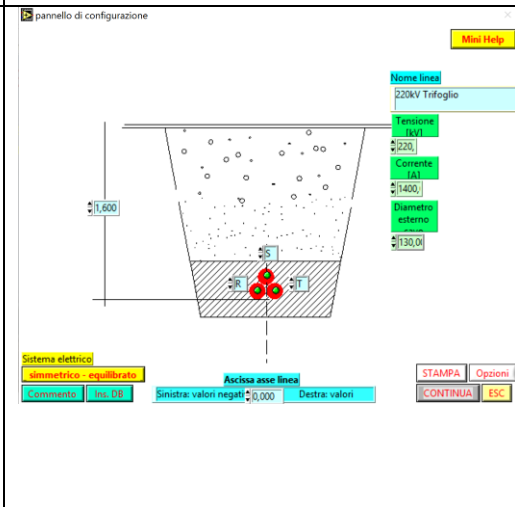 pannello di configurazione
Mini Help
Nome linea
220kV Trifoglio
Tensione
[kV]
220,
Corrente
[A]
1400,
Diametro
esterno
130,0(
1,600
S
R
T
Sistema elettrico
simmetrico - equilibrato
Commento
Ins. DB
Ascissa asse linea
Sinistra: valori negati
0,000
Destra: valori
STAMPA
Opzioni
CONTINUA
ESC